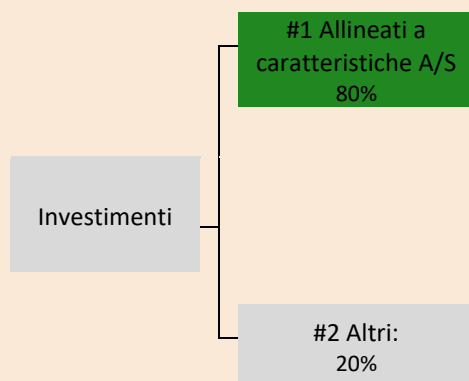 #1 Allineati a
caratteristiche A/S
80%
Investimenti
#2 Altri:
20%